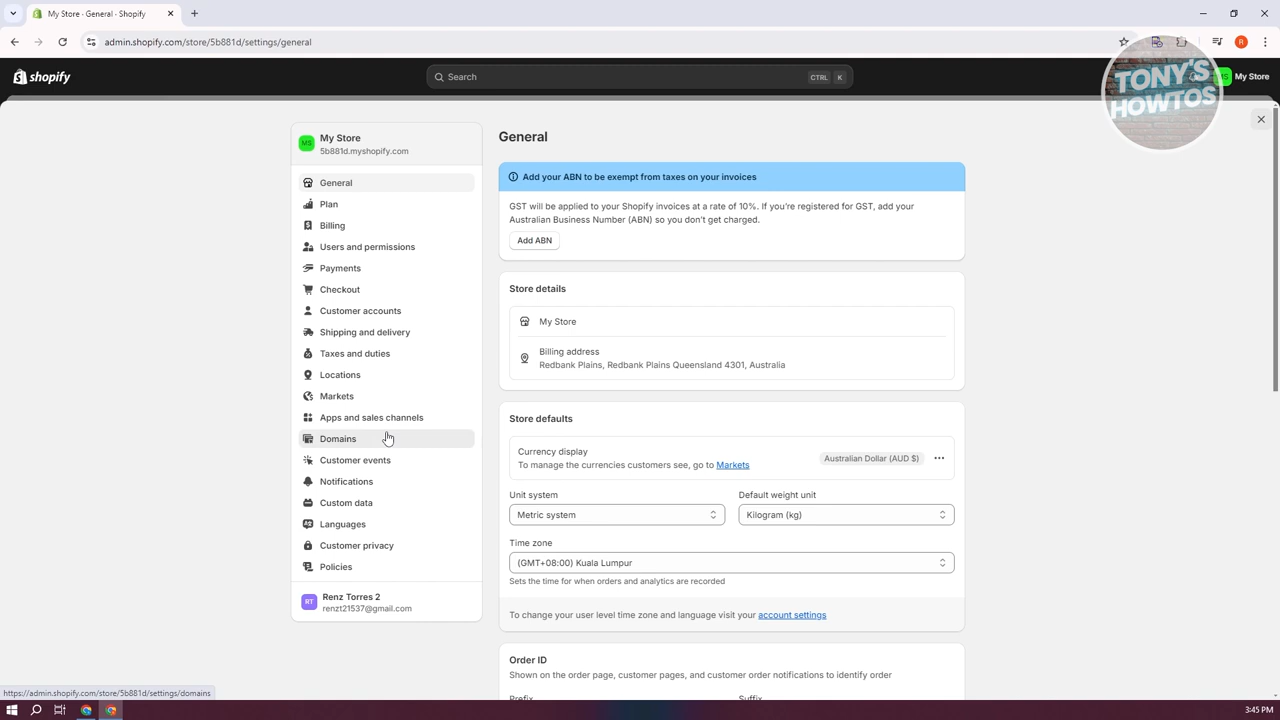 My Store - General · Shopify
admin.shopify.com/store/5b881d/settings/general
R
shopify
Search
CTRL
K
MS
My Store
TONY'S
HOWTOS
MS
My Store
5b881d.myshopify.com
General
Plan
Billing
Users and permissions
Payments
Checkout
Customer accounts
Shipping and delivery
Taxes and duties
Locations
Markets
Apps and sales channels
Domains
Customer events
Notifications
Custom data
Languages
Customer privacy
Policies
RT
Renz Torres 2
renzt21537@gmail.com
General
Add your ABN to be exempt from taxes on your invoices
GST will be applied to your Shopify invoices at a rate of 10%. If you're registered for GST, add your
Australian Business Number (ABN) so you don't get charged.
Add ABN
Store details
My Store
Billing address
Redbank Plains, Redbank Plains Queensland 4301, Australia
Store defaults
Currency display
To manage the currencies customers see, go to Markets
Australian Dollar (AUD $)
Unit system
Default weight unit
Metric system
Kilogram (kg)
Time zone
(GMT+08:00) Kuala Lumpur
Sets the time for when orders and analytics are recorded
To change your user level time zone and language visit your account settings
Order ID
Shown on the order page, customer pages, and customer order notifications to identify order
Prefix
Suffix
https://admin.shopify.com/store/5b881d/settings/domains
3:45 PM